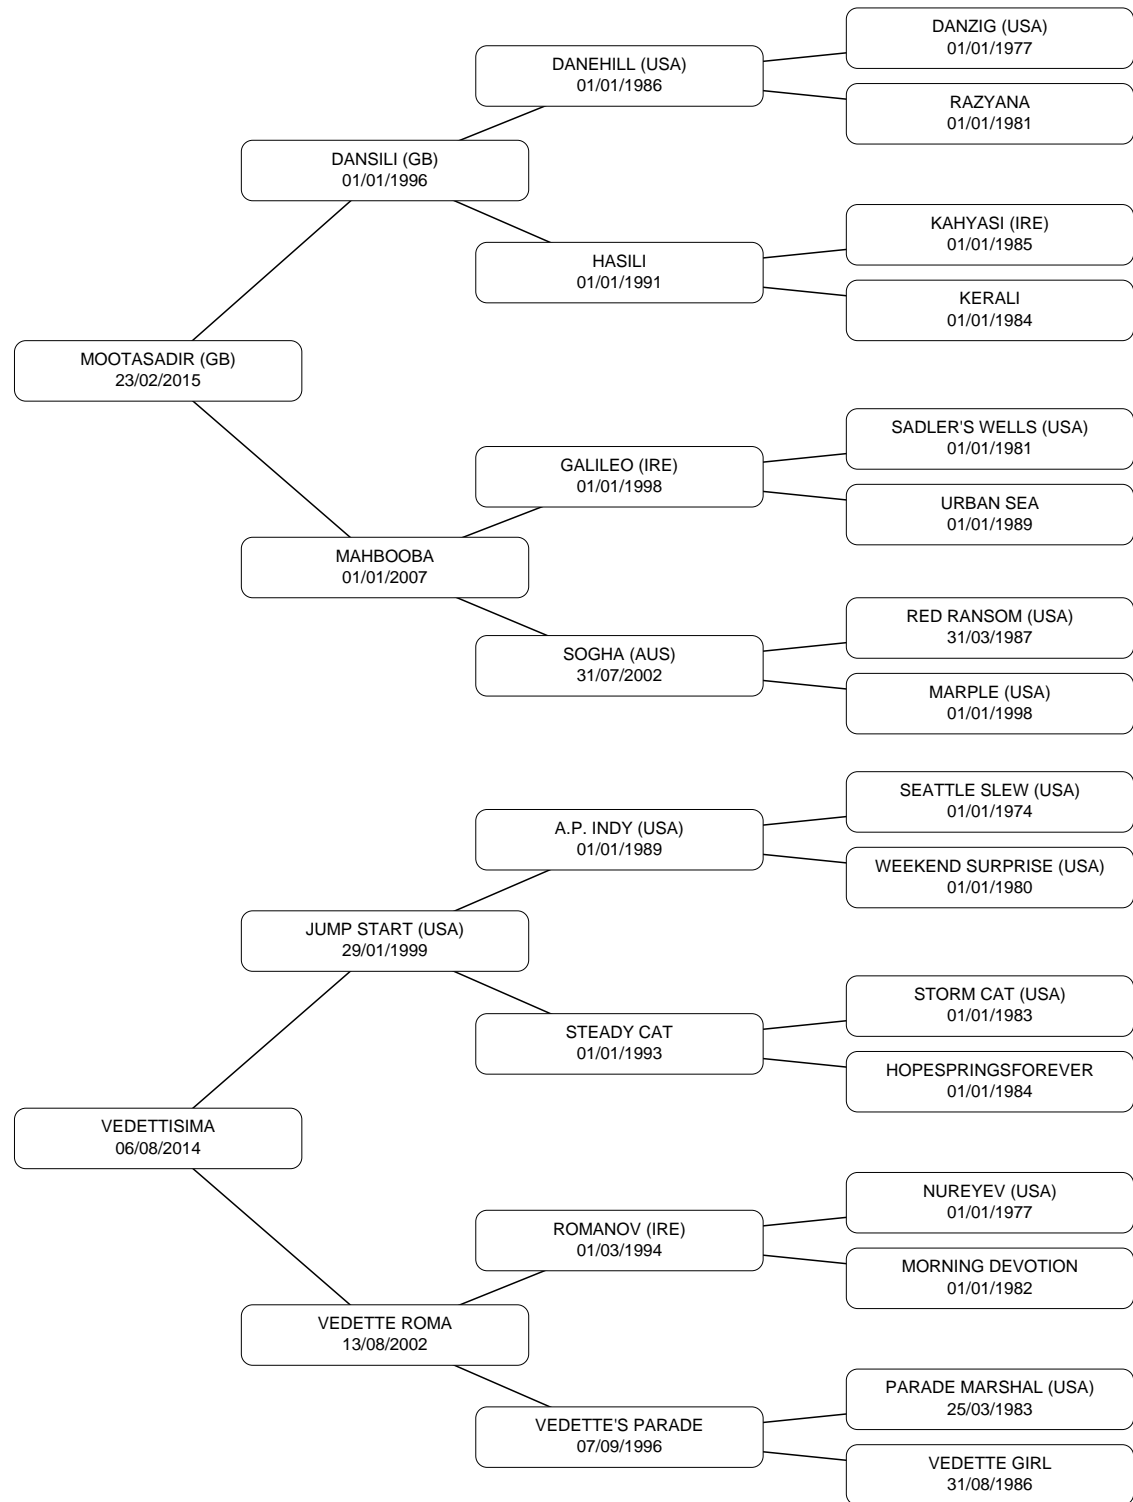 DANZIG (USA)
01/01/1977
DANEHILL (USA)
01/01/1986
RAZYANA
01/01/1981
DANSILI (GB)
01/01/1996
KAHYASI (IRE)
01/01/1985
HASILI
01/01/1991
KERALI
01/01/1984
MOOTASADIR (GB)
23/02/2015
SADLER'S WELLS (USA)
01/01/1981
GALILEO (IRE)
01/01/1998
URBAN SEA
01/01/1989
MAHBOOBA
01/01/2007
RED RANSOM (USA)
31/03/1987
SOGHA (AUS)
31/07/2002
MARPLE (USA)
01/01/1998
SEATTLE SLEW (USA)
01/01/1974
A.P. INDY (USA)
01/01/1989
WEEKEND SURPRISE (USA)
01/01/1980
JUMP START (USA)
29/01/1999
STORM CAT (USA)
01/01/1983
STEADY CAT
01/01/1993
HOPESPRINGSFOREVER
01/01/1984
VEDETTISIMA
06/08/2014
NUREYEV (USA)
01/01/1977
ROMANOV (IRE)
01/03/1994
MORNING DEVOTION
01/01/1982
VEDETTE ROMA
13/08/2002
PARADE MARSHAL (USA)
25/03/1983
VEDETTE'S PARADE
07/09/1996
VEDETTE GIRL
31/08/1986